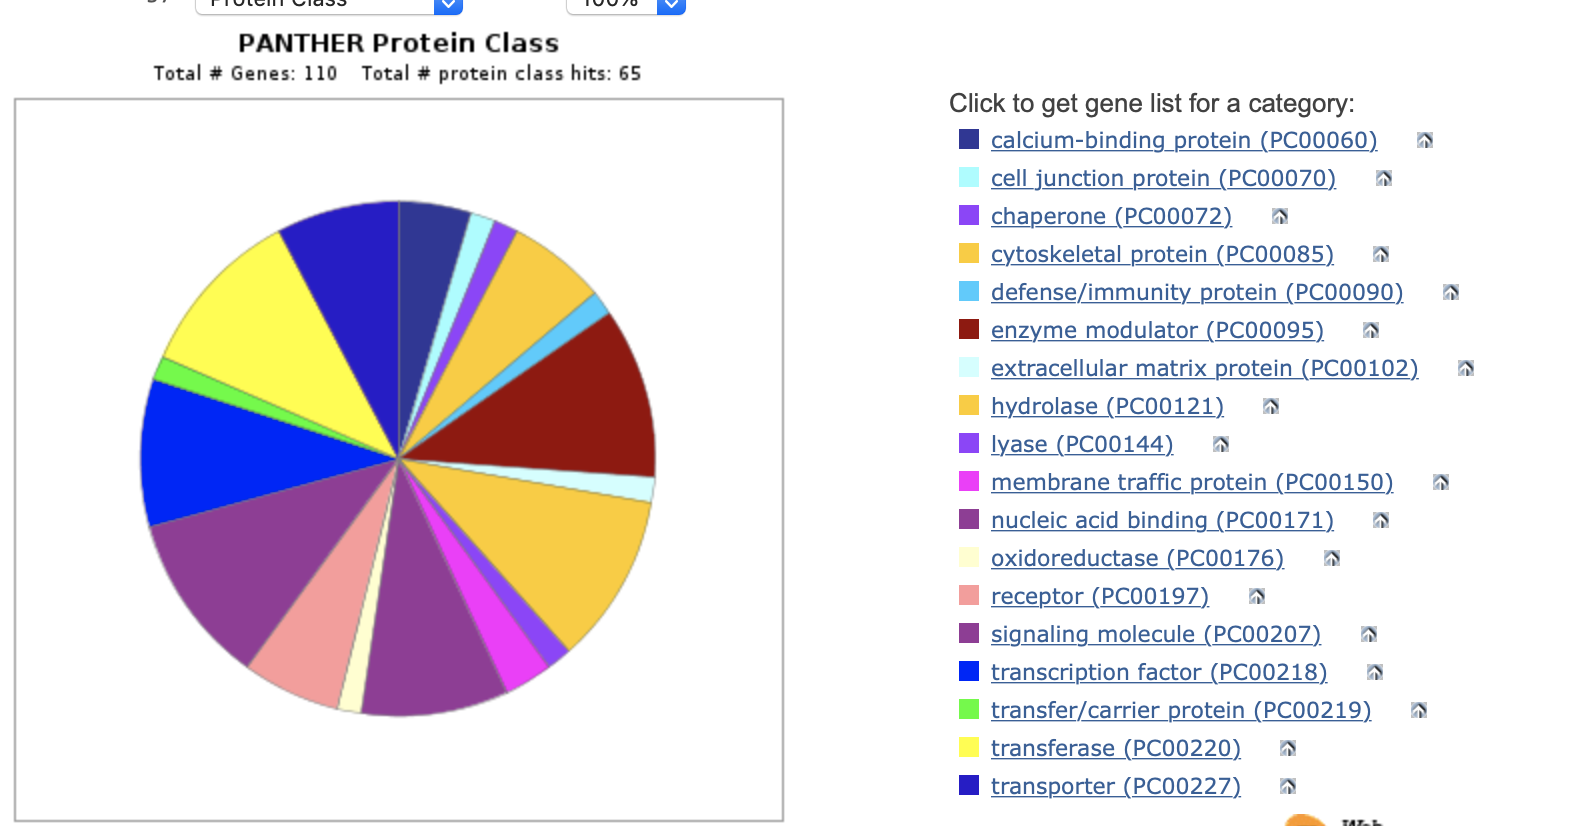 Protein Class
100%
PANTHER Protein Class
Total # Genes: 110 Total # protein class hits: 65
Click to get gene list for a category:
calcium-binding protein (PC00060)
cell junction protein (PC00070)
chaperone (PC00072)
cytoskeletal protein (PC00085)
defense/immunity protein (PC00090)
enzyme modulator (PC00095)
extracellular matrix protein (PC00102)
hydrolase (PC00121)
lyase (PC00144)
membrane traffic protein (PC00150)
nucleic acid binding (PC00171)
oxidoreductase (PC00176)
receptor (PC00197)
signaling molecule (PC00207)
transcription factor (PC00218)
transfer/carrier protein (PC00219)
transferase (PC00220)
transporter (PC00227)